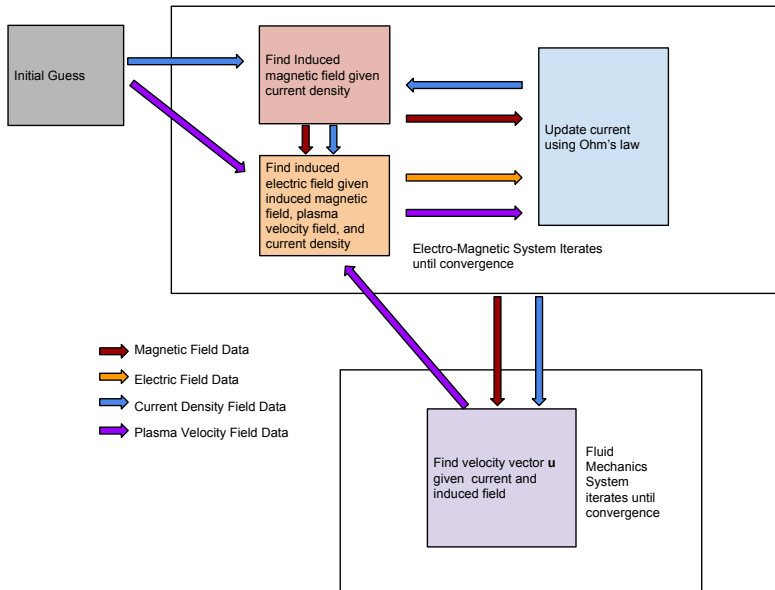 Initial Guess
Find Induced
magnetic field given
current density
Update current
using Ohm's law
Find induced
electric field given
induced magnetic
field, plasma
velocity field, and
current density
Electro-Magnetic System Iterates
until convergence
Magnetic Field Data
Electric Field Data
Current Density Field Data
Plasma Velocity Field Data
Find velocity vector u
given current and
induced field
Fluid
Mechanics
System
iterates until
convergence